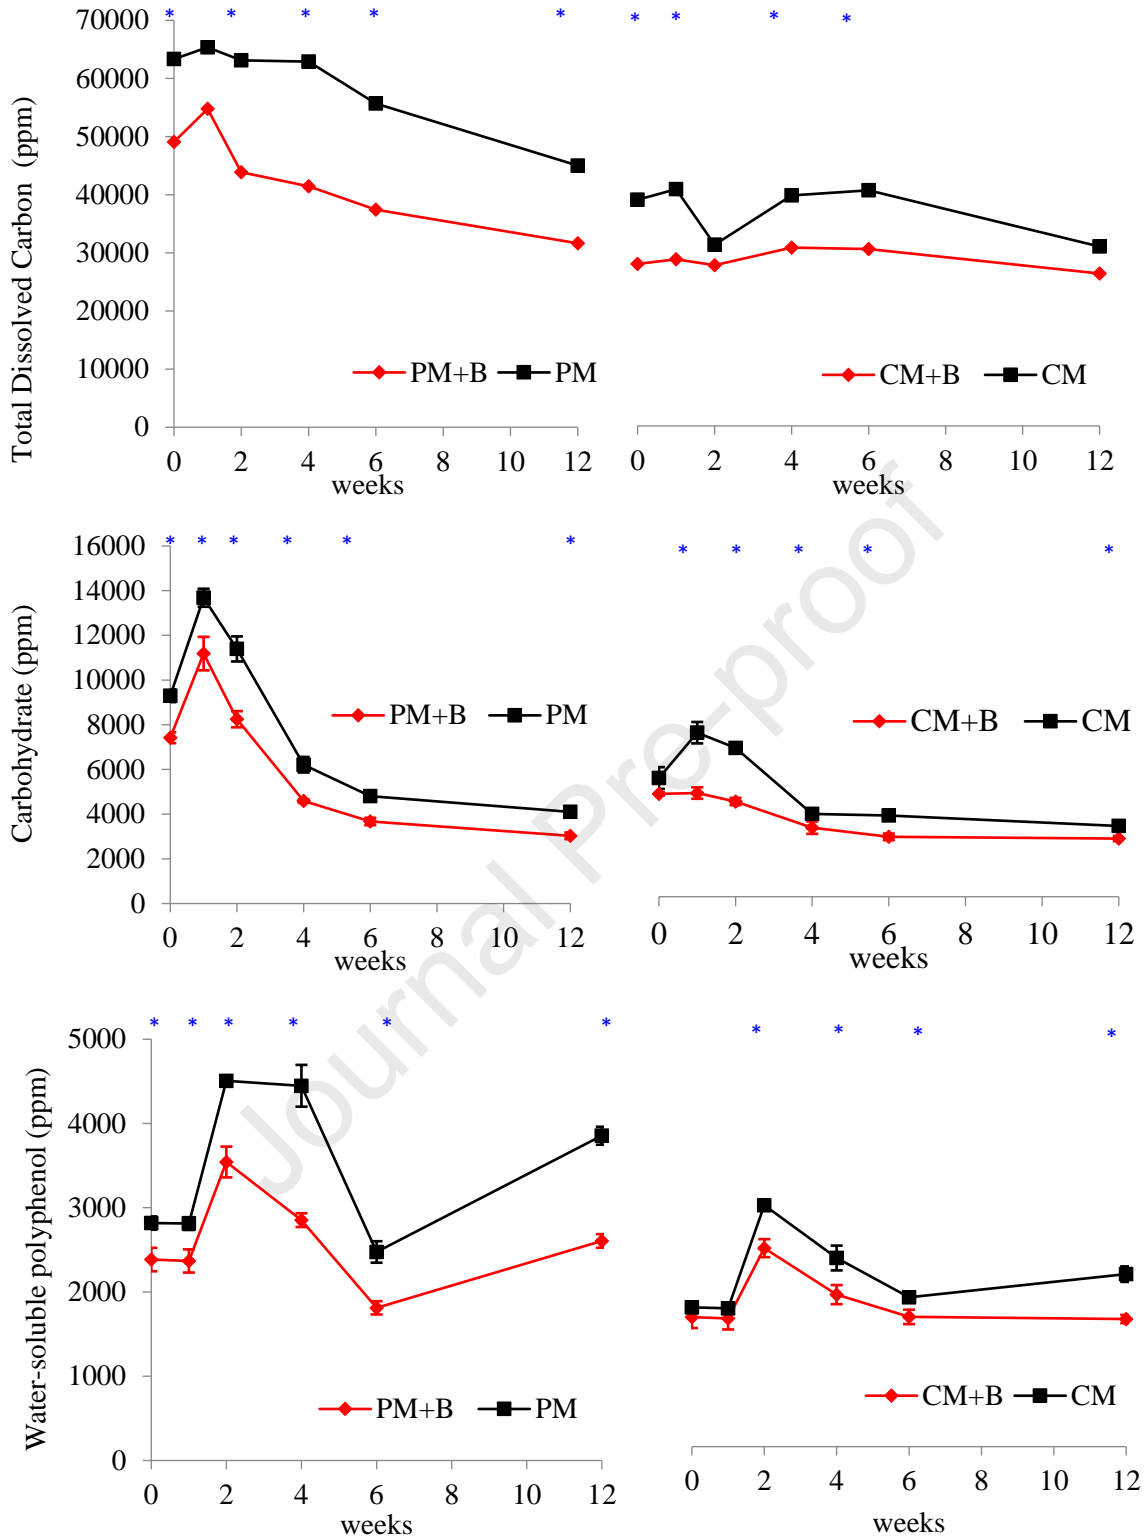 * * * * *
* * * *
70000
60000
50000
40000
30000
20000
10000
0
Total Dissolved Carbon (ppm)
PM+B PM
CM+B CM
0 2 4 6 8 10 12
weeks
0 2 4 6 8 10 12
weeks
* * * * * *
* * * * *
16000
14000
12000
10000
8000
6000
4000
2000
0
Carbohydrate (ppm)
PM+B PM
CM+B CM
0 2 4 6 8 10 12
weeks
0 2 4 6 8 10 12
weeks
* * * * * *
* * * *
5000
4000
3000
2000
1000
0
Water-soluble polyphenol (ppm)
PM+B PM
CM+B CM
0 2 4 6 8 10 12
weeks
0 2 4 6 8 10 12
weeks
Journal Pre-proof